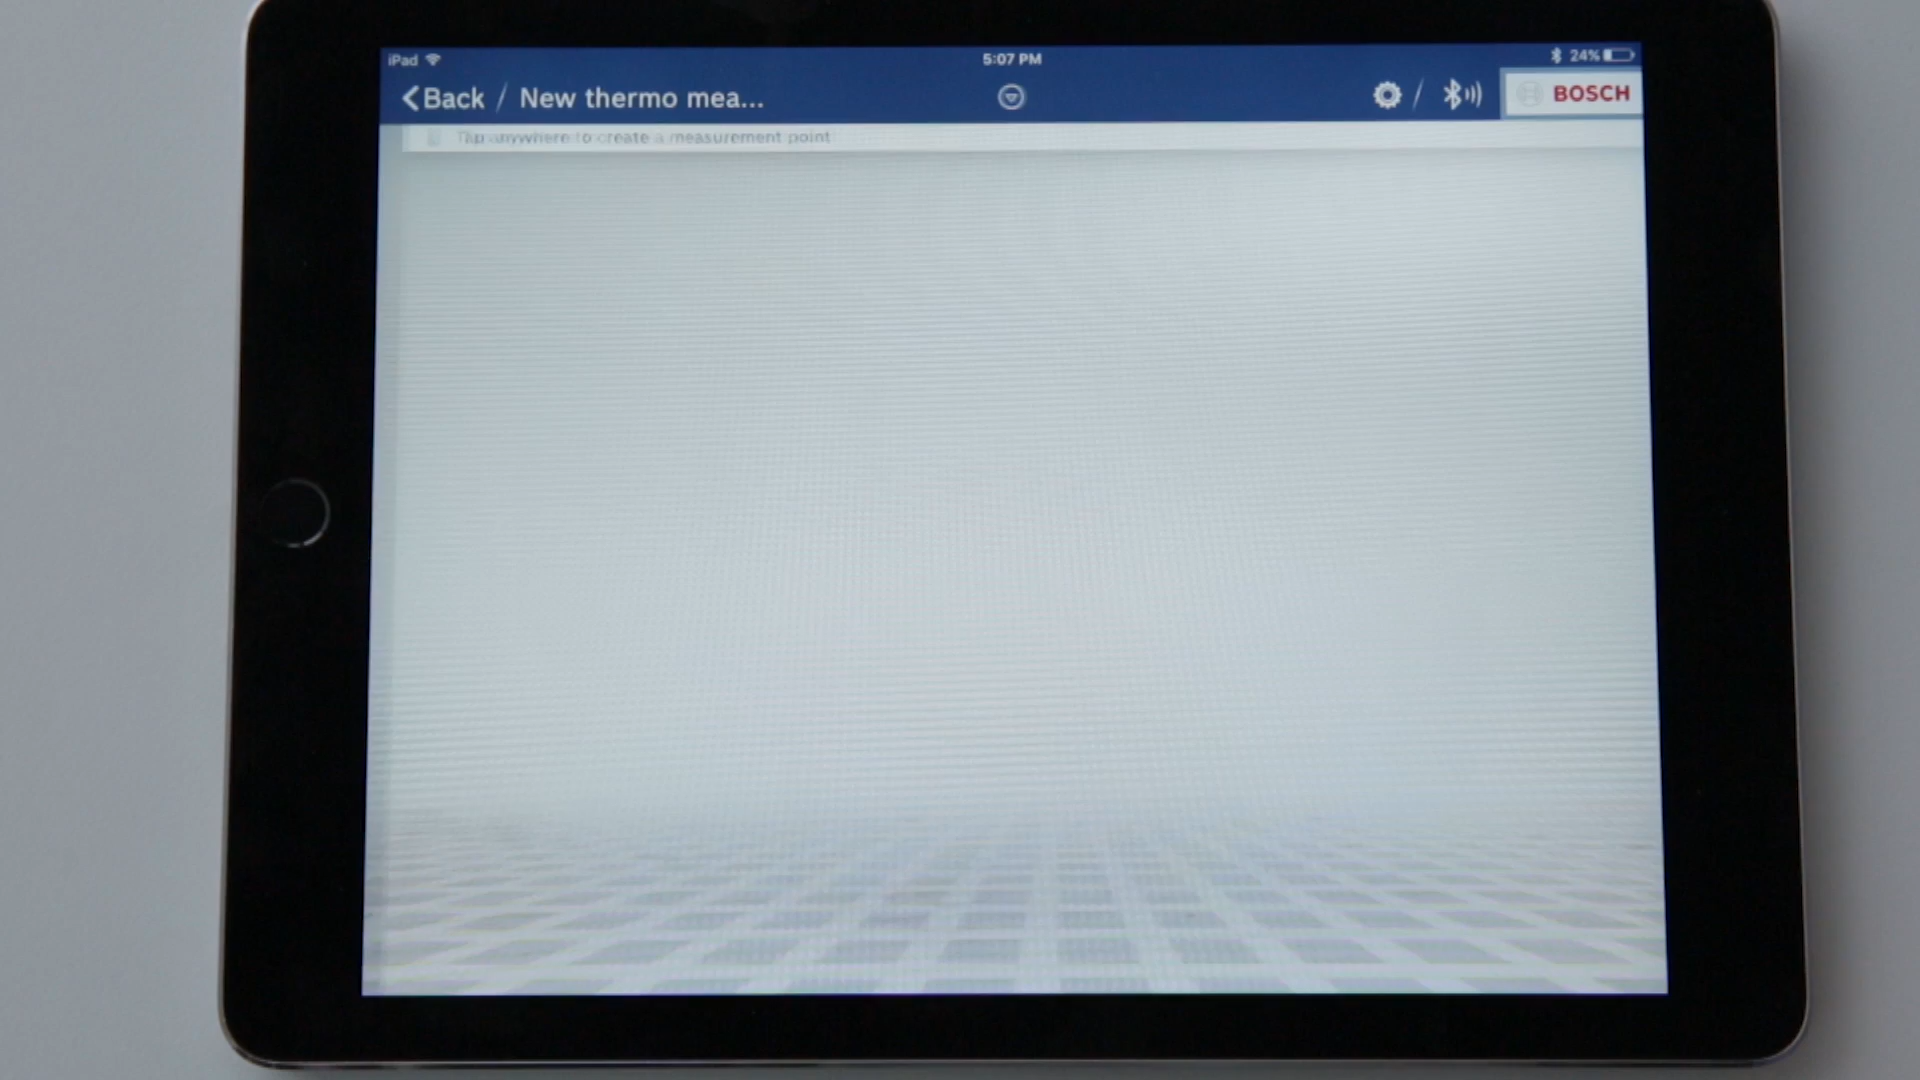 iPad 5:07 PM 24%
Back / New thermo mea... / BOSCH
Tap anywhere to create a measurement point